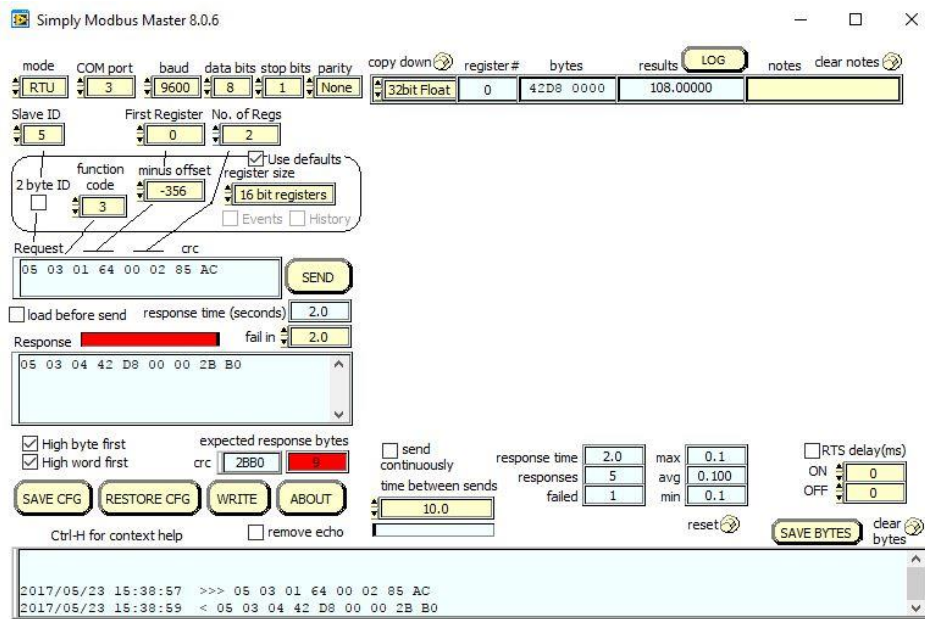 Simply Modbus Master 8.0.6
mode COM port baud data bits stop bits parity copy down register# bytes results LOG notes clear notes
RTU 3 9600 8 1 None 32bit Float 0 42D8 0000 108.00000
Slave ID First Register No. of Regs
5 0 2
Use defaults
2 byte ID function code minus offset register size
3 -356 16 bit registers
Events History
Request crc
05 03 01 64 00 02 85 AC SEND
load before send response time (seconds) 2.0
Response fail in 2.0
05 03 04 42 D8 00 00 2B B0
High byte first expected response bytes
High word first crc 2BB0 9
SAVE CFG RESTORE CFG WRITE ABOUT
Ctrl-H for context help remove echo
send continuously
time between sends
10.0
response time 2.0 max 0.1
responses 5 avg 0.100
failed 1 min 0.1
reset
RTS delay(ms)
ON 0
OFF 0
SAVE BYTES clear bytes
2017/05/23 15:38:57 >>> 05 03 01 64 00 02 85 AC
2017/05/23 15:38:59 < 05 03 04 42 D8 00 00 2B B0